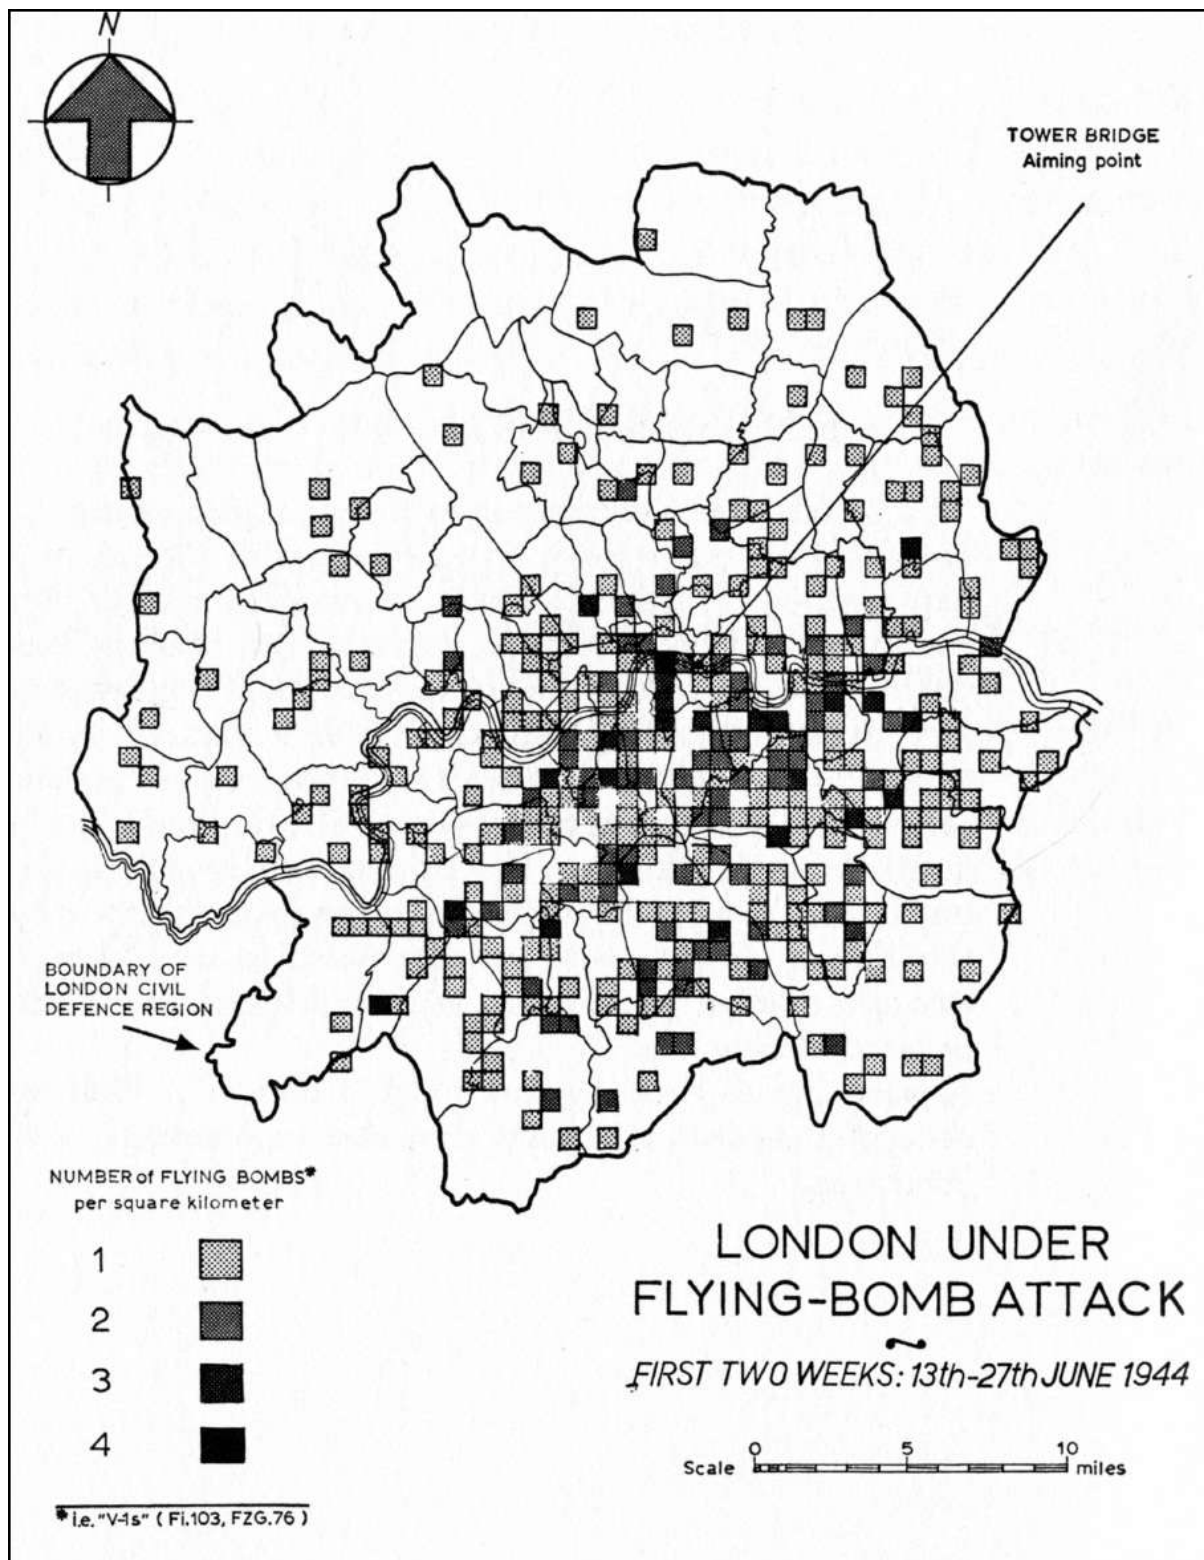 N
TOWER BRIDGE
Aiming point
BOUNDARY OF
LONDON CIVIL
DEFENCE REGION
NUMBER of FLYING BOMBS*
per square kilometer
1
2
3
4
* i.e. "V-1s" ( Fi.103, FZG.76 )
LONDON UNDER
FLYING-BOMB ATTACK
FIRST TWO WEEKS: 13th-27th JUNE 1944
0 5 10
Scale miles